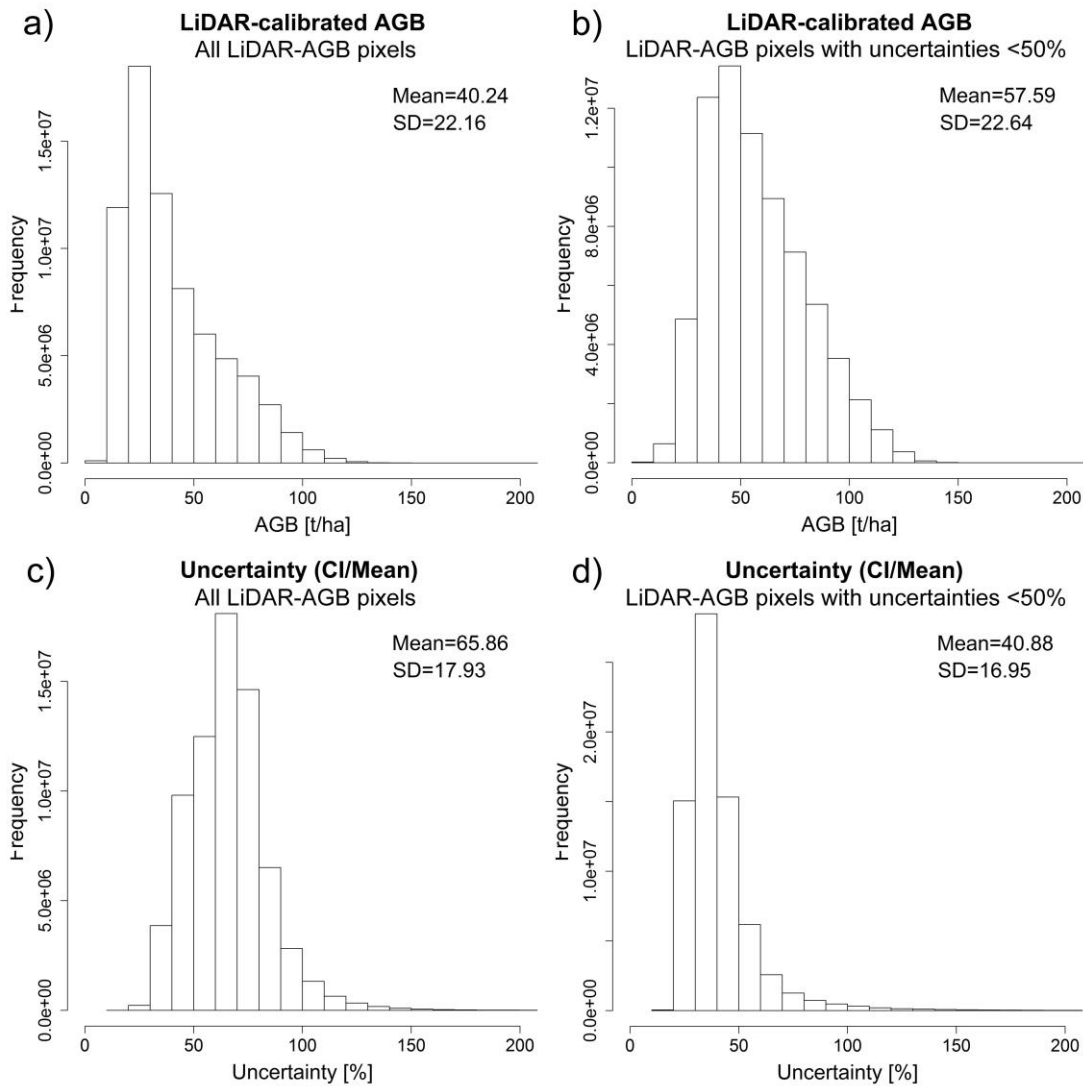 a)
LiDAR-calibrated AGB
All LiDAR-AGB pixels
Mean=40.24
SD=22.16
Frequency
0.0e+00 5.0e+06 1.0e+07 1.5e+07
0 50 100 150 200
AGB [t/ha]
b)
LiDAR-calibrated AGB
LiDAR-AGB pixels with uncertainties <50%
Mean=57.59
SD=22.64
Frequency
0.0e+00 4.0e+06 8.0e+06 1.2e+07
0 50 100 150 200
AGB [t/ha]
c)
Uncertainty (CI/Mean)
All LiDAR-AGB pixels
Mean=65.86
SD=17.93
Frequency
0.0e+00 5.0e+06 1.0e+07 1.5e+07
0 50 100 150 200
Uncertainty [%]
d)
Uncertainty (CI/Mean)
LiDAR-AGB pixels with uncertainties <50%
Mean=40.88
SD=16.95
Frequency
0.0e+00 1.0e+07 2.0e+07
0 50 100 150 200
Uncertainty [%]